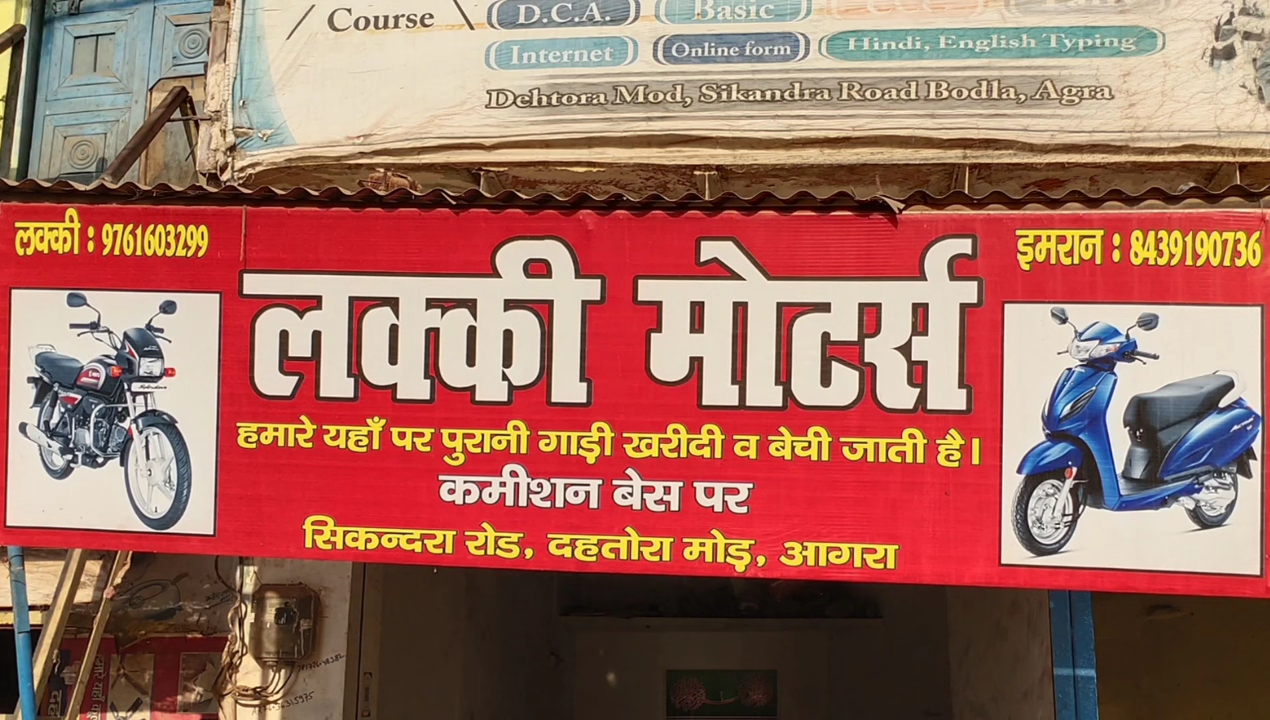 Course
D.C.A.
Basic
Internet
Online form
Hindi, English Typing
Dehtora Mod, Sikandra Road Bodla, Agra
लक्की : 9761603299
इमरान : 8439190736
लक्की मोटर्स
हमारे यहाँ पर पुरानी गाड़ी खरीदी व बेची जाती है।
कमीशन बेस पर
सिकन्दरा रोड, दहतोरा मोड़, आगरा